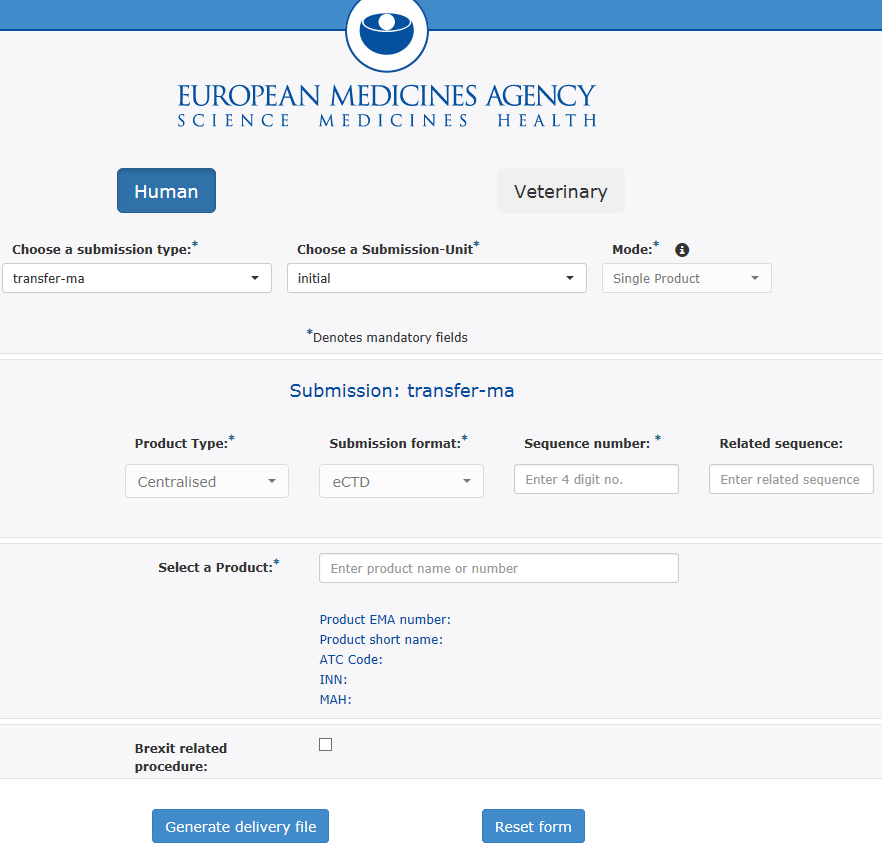 EUROPEAN MEDICINES AGENCY
SCIENCE MEDICINES HEALTH
Human Veterinary
Choose a submission type:* Choose a Submission-Unit* Mode:*
transfer-ma initial Single Product
*Denotes mandatory fields
Submission: transfer-ma
Product Type:* Submission format:* Sequence number: * Related sequence:
Centralised eCTD Enter 4 digit no. Enter related sequence
Select a Product:* Enter product name or number
Product EMA number:
Product short name:
ATC Code:
INN:
MAH:
Brexit related
procedure:
Generate delivery file Reset form